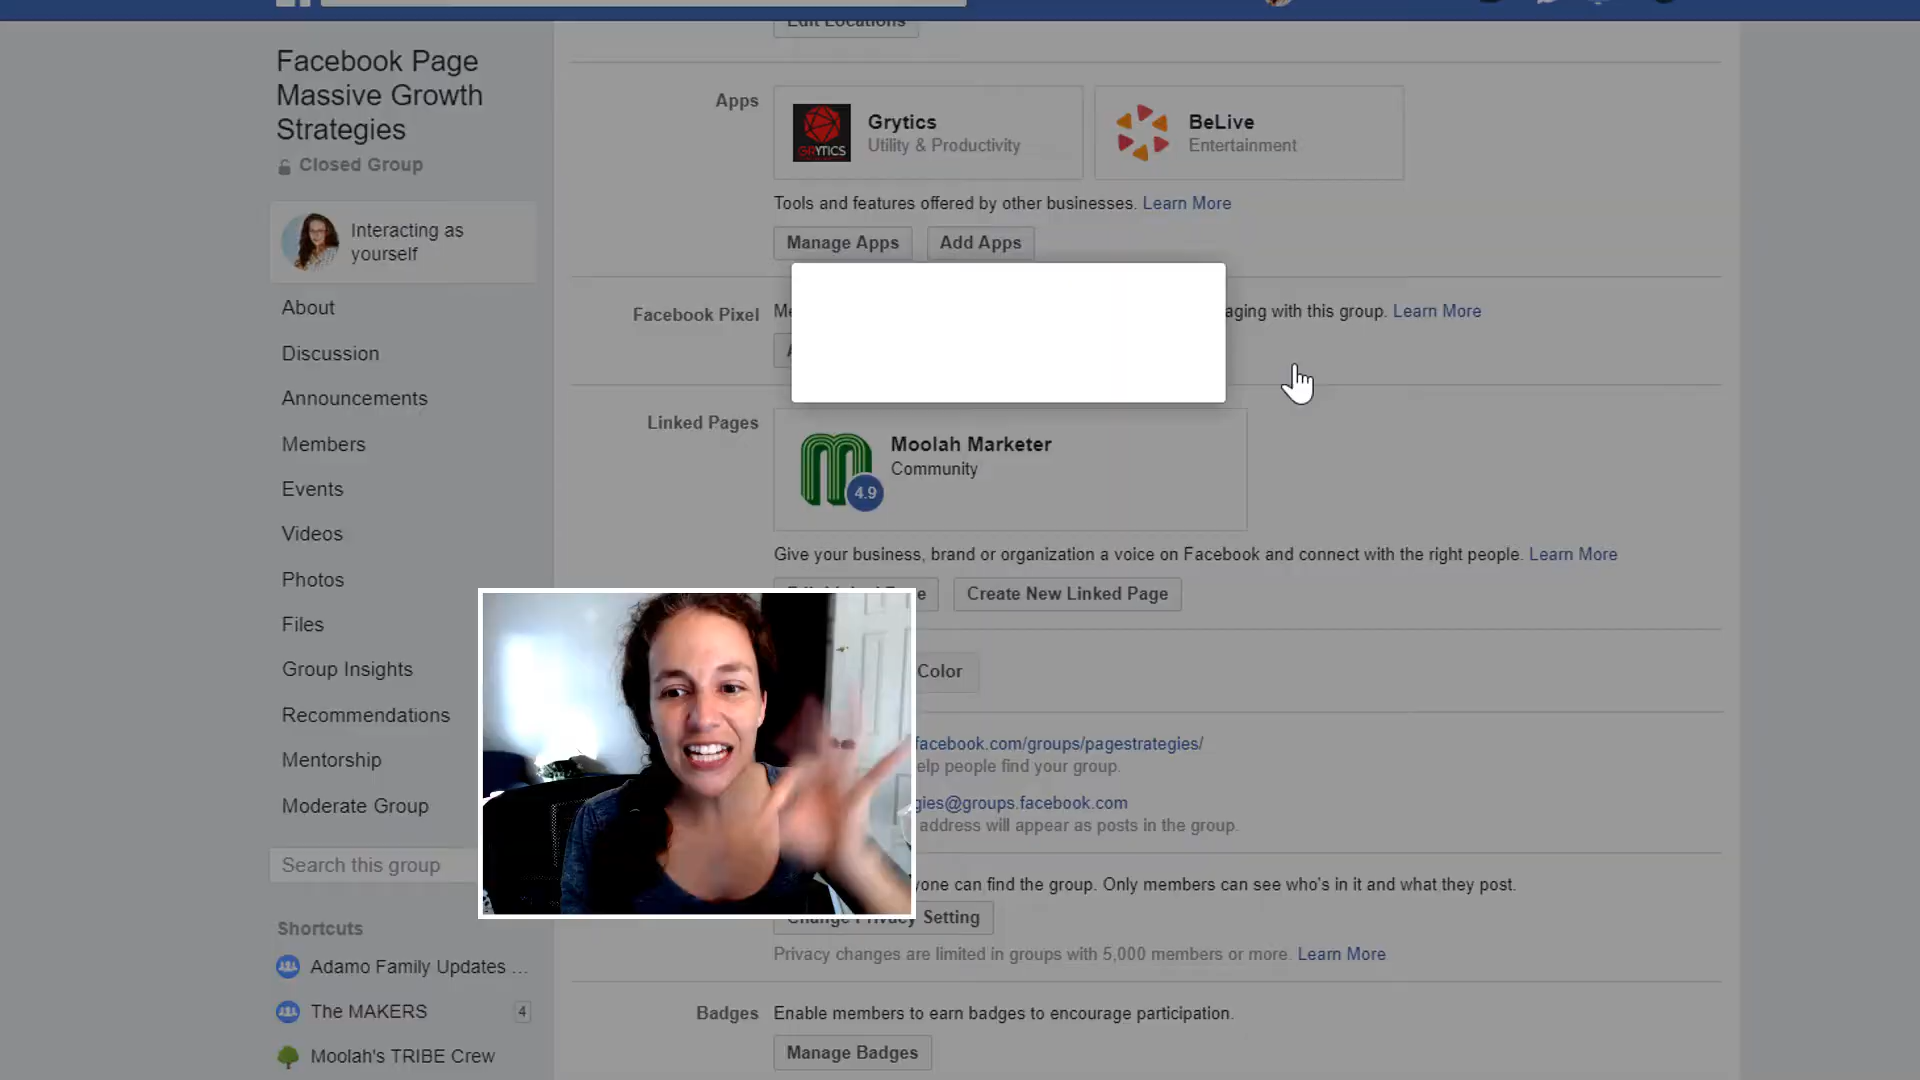 Edit Locations
Facebook Page
Massive Growth
Strategies
Closed Group
Interacting as
yourself
About
Discussion
Announcements
Members
Events
Videos
Photos
Files
Group Insights
Recommendations
Mentorship
Moderate Group
Search this group
Shortcuts
Adamo Family Updates ...
The MAKERS 4
Moolah's TRIBE Crew
Apps
GRYTICS
Grytics
Utility & Productivity
BeLive
Entertainment
Tools and features offered by other businesses. Learn More
Manage Apps Add Apps
Facebook Pixel
aging with this group. Learn More
Linked Pages
Moolah Marketer
Community
4.9
Give your business, brand or organization a voice on Facebook and connect with the right people. Learn More
Create New Linked Page
Color
facebook.com/groups/pagestrategies/
elp people find your group.
gies@groups.facebook.com
address will appear as posts in the group.
yone can find the group. Only members can see who's in it and what they post.
Change Privacy Setting
Privacy changes are limited in groups with 5,000 members or more. Learn More
Badges Enable members to earn badges to encourage participation.
Manage Badges